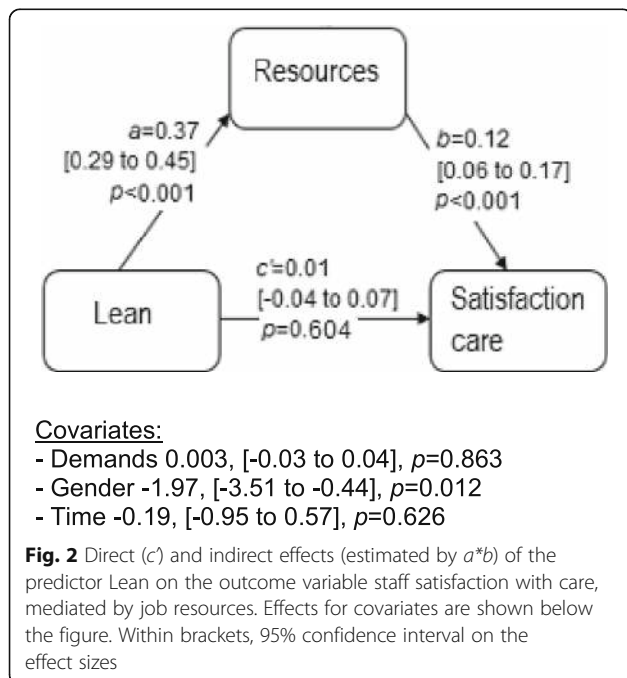 Resources
a=0.37
[0.29 to 0.45]
p<0.001
b=0.12
[0.06 to 0.17]
p<0.001
Lean
c'=0.01
[-0.04 to 0.07]
p=0.604
Satisfaction
care
Covariates:
- Demands 0.003, [-0.03 to 0.04], p=0.863
- Gender -1.97, [-3.51 to -0.44], p=0.012
- Time -0.19, [-0.95 to 0.57], p=0.626
Fig. 2 Direct (c') and indirect effects (estimated by a*b) of the
predictor Lean on the outcome variable staff satisfaction with care,
mediated by job resources. Effects for covariates are shown below
the figure. Within brackets, 95% confidence interval on the
effect sizes